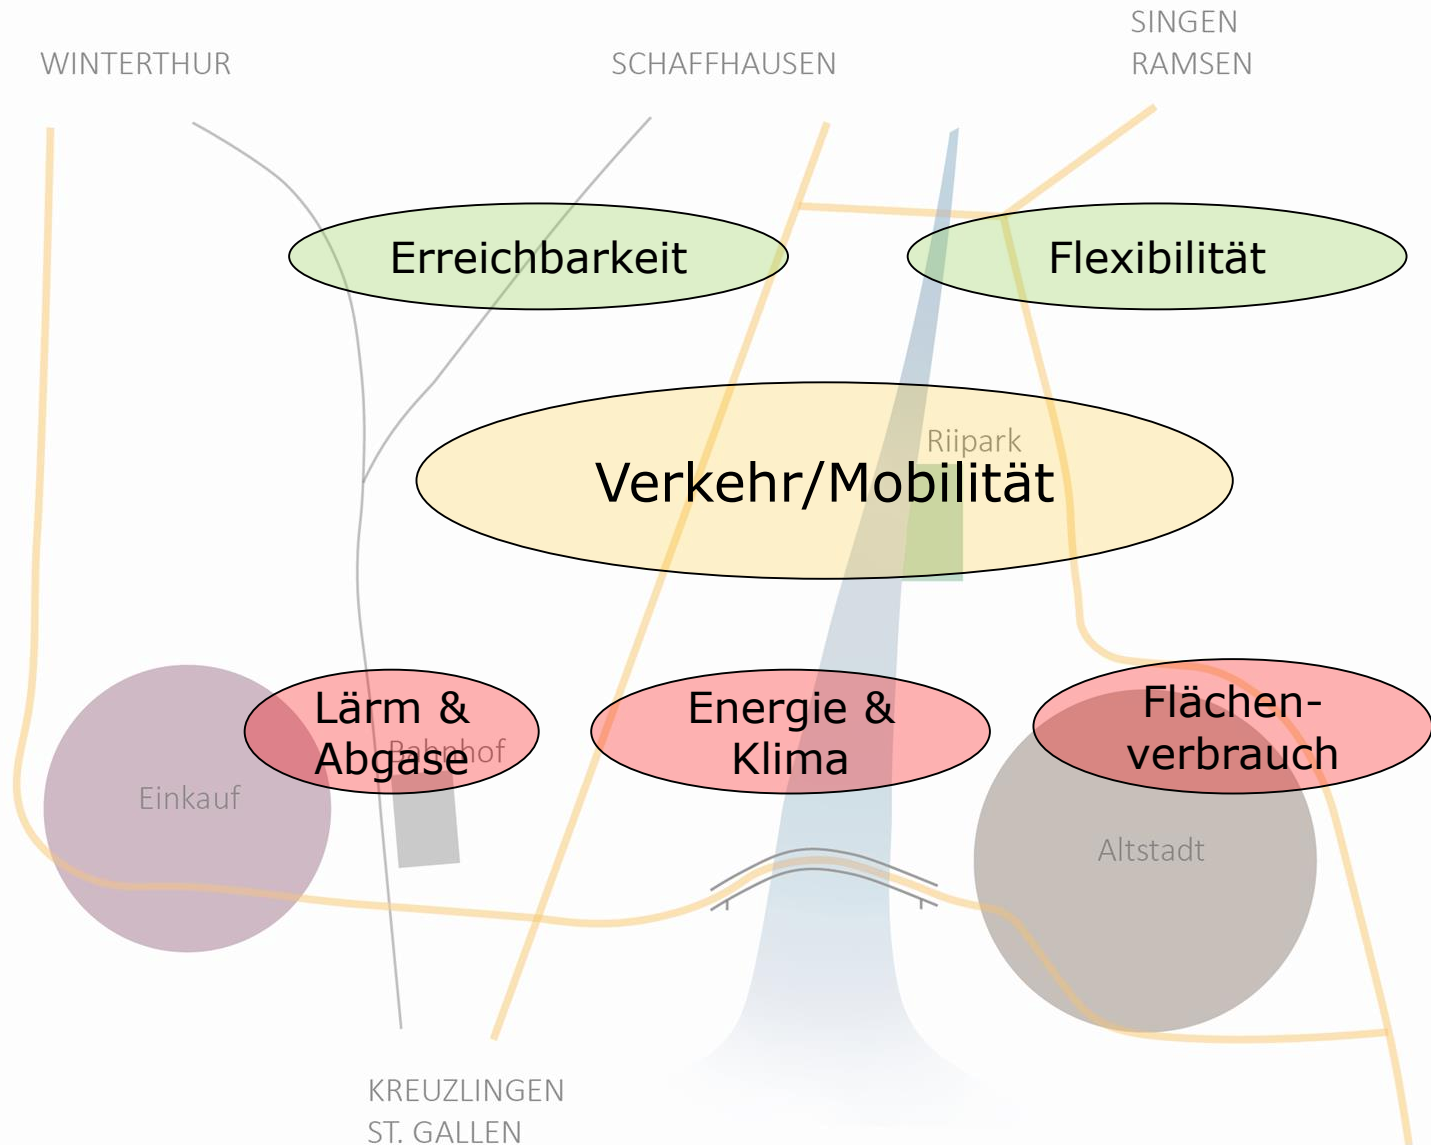 SINGEN
WINTERTHUR
SCHAFFHAUSEN
RAMSEN
Erreichbarkeit
Flexibilität
Riipark
Verkehr/Mobilität
Lärm &
Abgase
Bahnhof
Energie &
Klima
Flächen-
verbrauch
Einkauf
Altstadt
KREUZLINGEN
ST. GALLEN